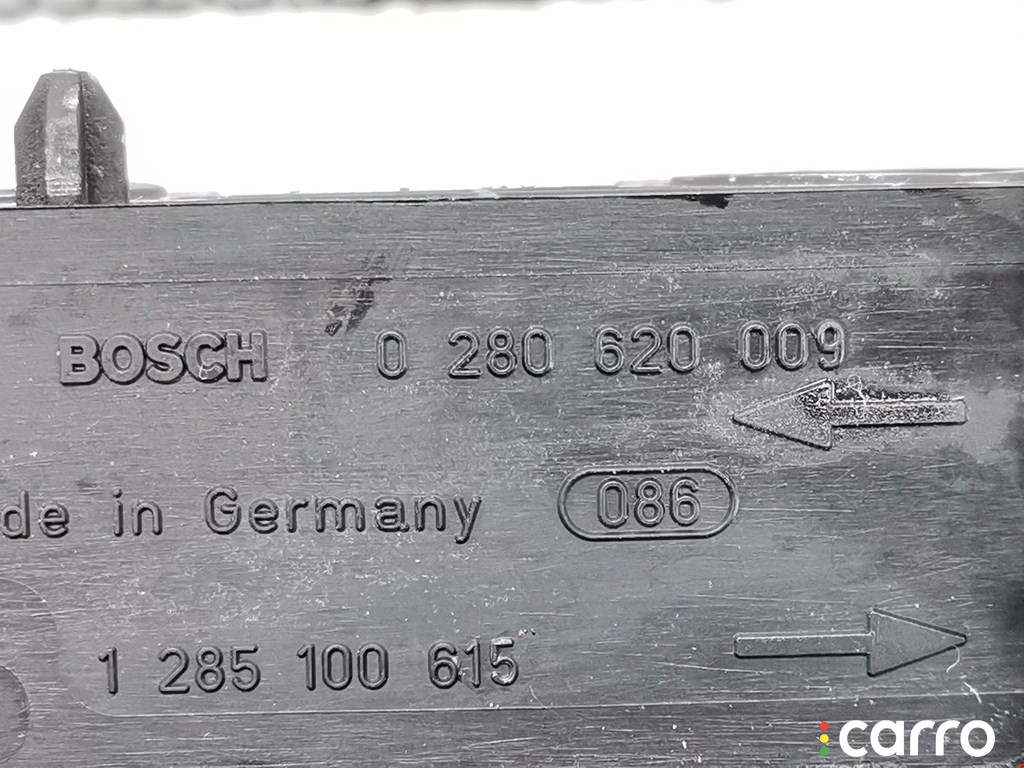 BOSCH 0 280 620 009
de in Germany 086
1 285 100 615
carro